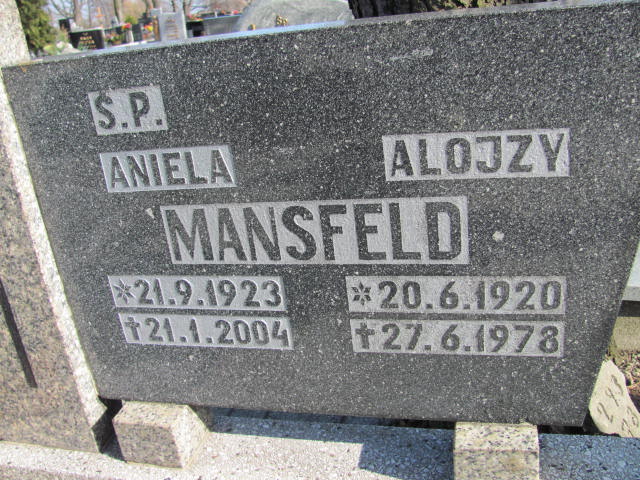 Ś.P.
ANIELA ALOJZY
MANSFELD
*21.9.1923 *20.6.1920
†21.1.2004 †27.6.1978